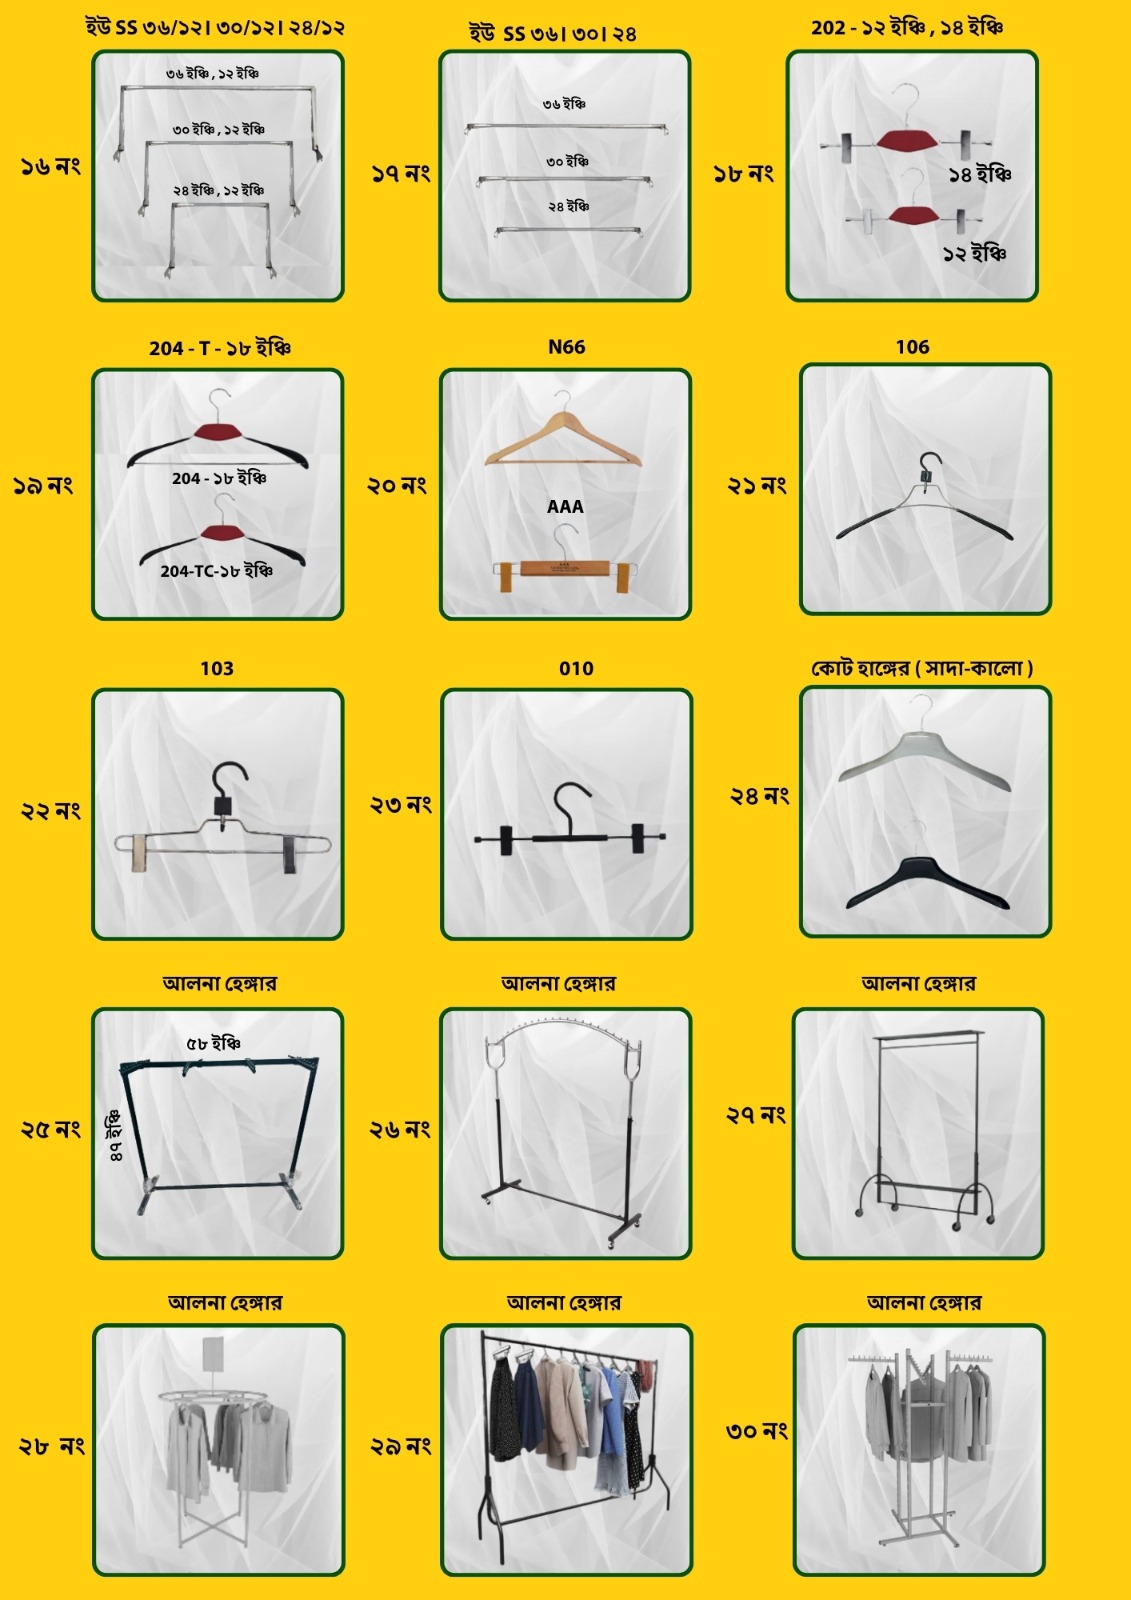 ইউ SS ৩৬/১২। ৩০/১২। ২৪/১২
ইউ SS ৩৬। ৩০। ২৪
202 - ১২ ইঞ্চি , ১৪ ইঞ্চি
১৬ নং
৩৬ ইঞ্চি , ১২ ইঞ্চি
৩০ ইঞ্চি , ১২ ইঞ্চি
২৪ ইঞ্চি , ১২ ইঞ্চি
১৭ নং
৩৬ ইঞ্চি
৩০ ইঞ্চি
২৪ ইঞ্চি
১৮ নং
১৪ ইঞ্চি
১২ ইঞ্চি
204 - T - ১৮ ইঞ্চি
N66
106
১৯ নং
204 - ১৮ ইঞ্চি
204-TC-১৮ ইঞ্চি
২০ নং
AAA
২১ নং
103
010
কোট হাঙ্গের ( সাদা-কালো )
২২ নং
২৩ নং
২৪ নং
আলনা হেঙ্গার
আলনা হেঙ্গার
আলনা হেঙ্গার
২৫ নং
৫৮ ইঞ্চি
৪৭ ইঞ্চি
২৬ নং
২৭ নং
আলনা হেঙ্গার
আলনা হেঙ্গার
আলনা হেঙ্গার
২৮ নং
২৯ নং
৩০ নং